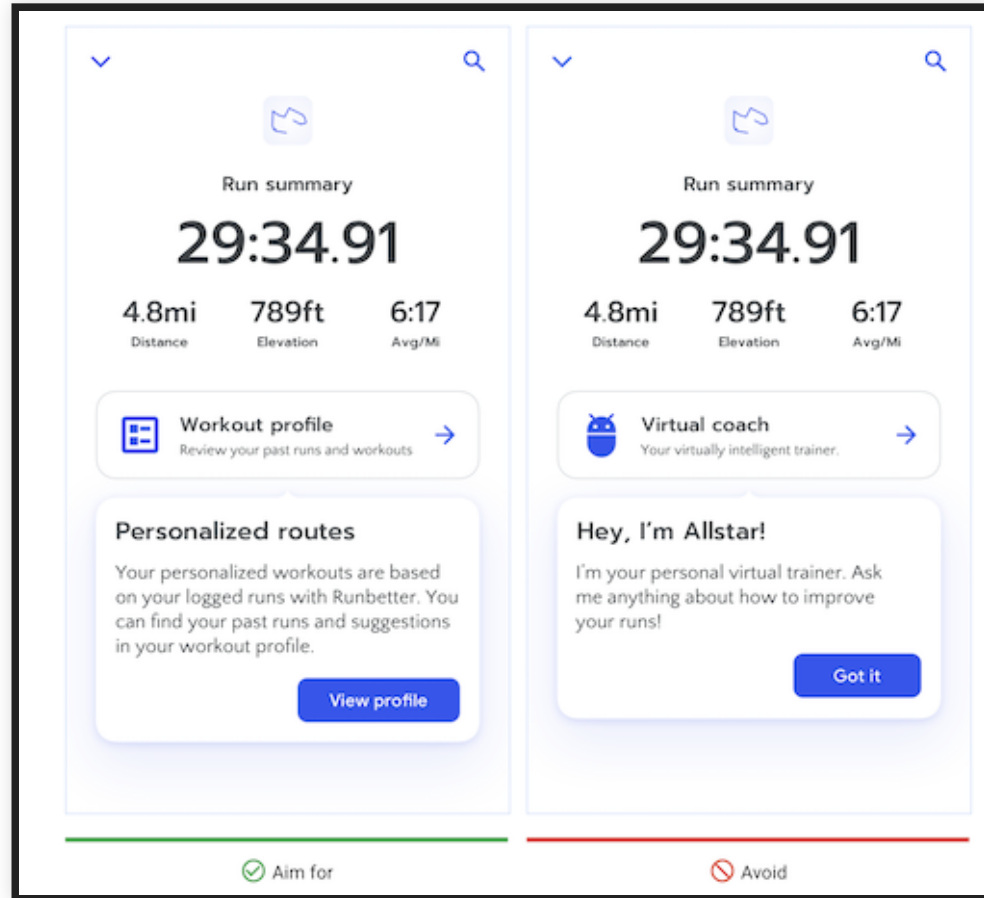 Run summary
29:34.91
4.8mi 789ft 6:17
Distance Elevation Avg/Mi
Workout profile
Review your past runs and workouts
Personalized routes
Your personalized workouts are based
on your logged runs with Runbetter. You
can find your past runs and suggestions
in your workout profile.
View profile
Aim for
Run summary
29:34.91
4.8mi 789ft 6:17
Distance Elevation Avg/Mi
Virtual coach
Your virtually intelligent trainer.
Hey, I'm Allstar!
I'm your personal virtual trainer. Ask
me anything about how to improve
your runs!
Got it
Avoid